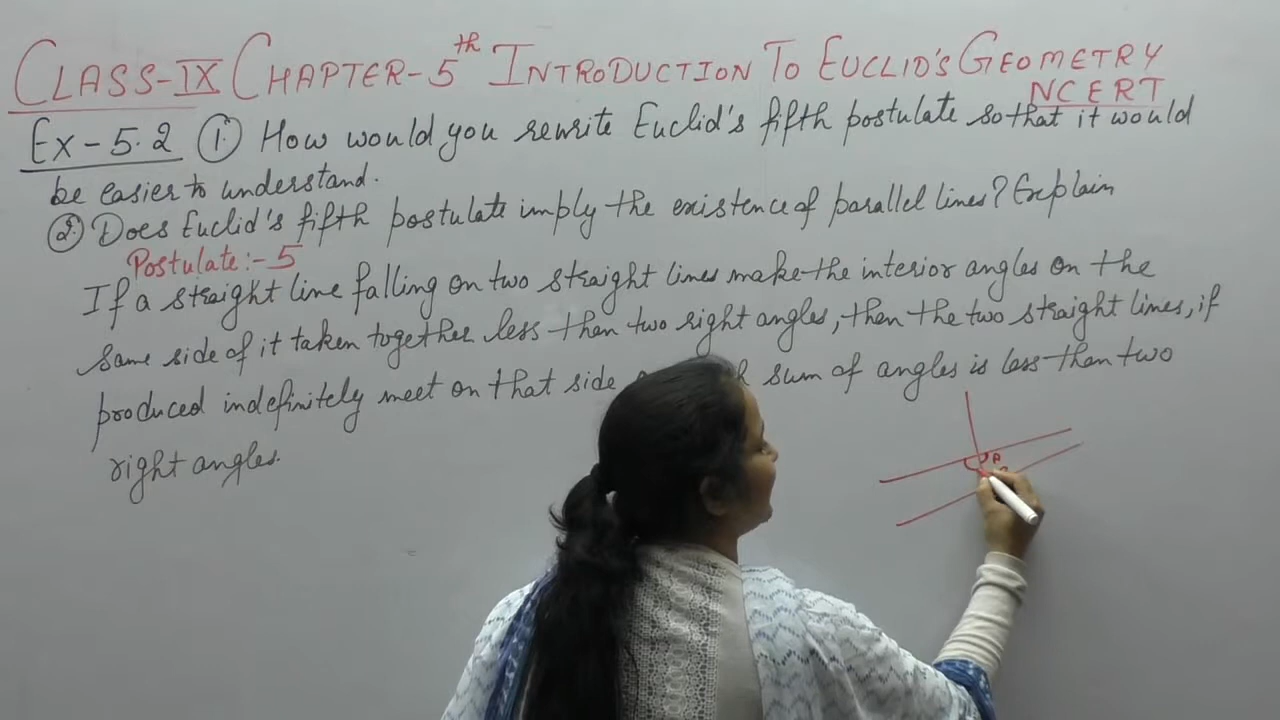 CLASS-IX CHAPTER-5th INTRODUCTION TO EUCLID'S GEOMETRY
NCERT
Ex-5.2 ① How would you rewrite Euclid's fifth postulate so that it would
be easier to understand.
② Does Euclid's fifth postulate imply the existence of parallel lines? Explain
Postulate:-5
If a straight line falling on two straight lines make the interior angles on the
same side of it taken together less then two right angles, then the two straight lines, if
produced indefinitely meet on that side sum of angles is less than two
right angles.
A